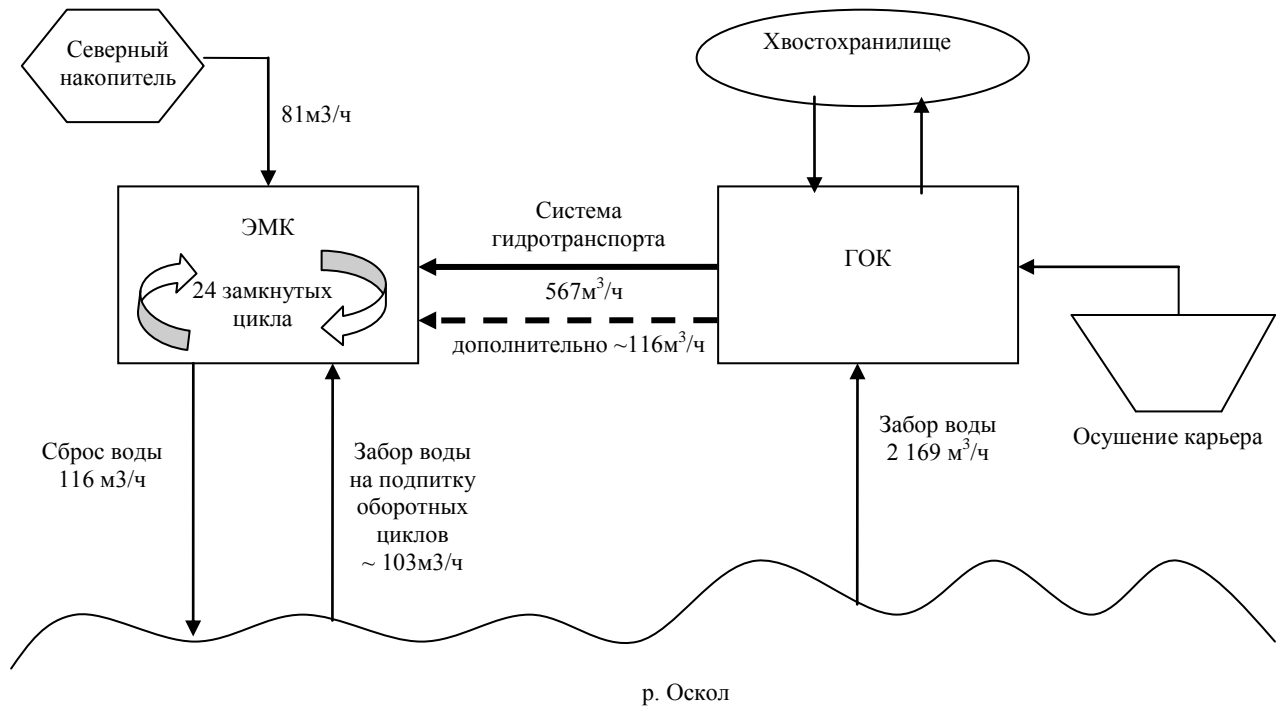 Северный
накопитель
Хвостохранилище
81м3/ч
ЭМК
24 замкнутых
цикла
Система
гидротранспорта
567м³/ч
дополнительно ~116м³/ч
ГОК
Осушение карьера
Сброс воды
116 м3/ч
Забор воды
на подпитку
оборотных
циклов
~ 103м3/ч
Забор воды
2 169 м³/ч
р. Оскол